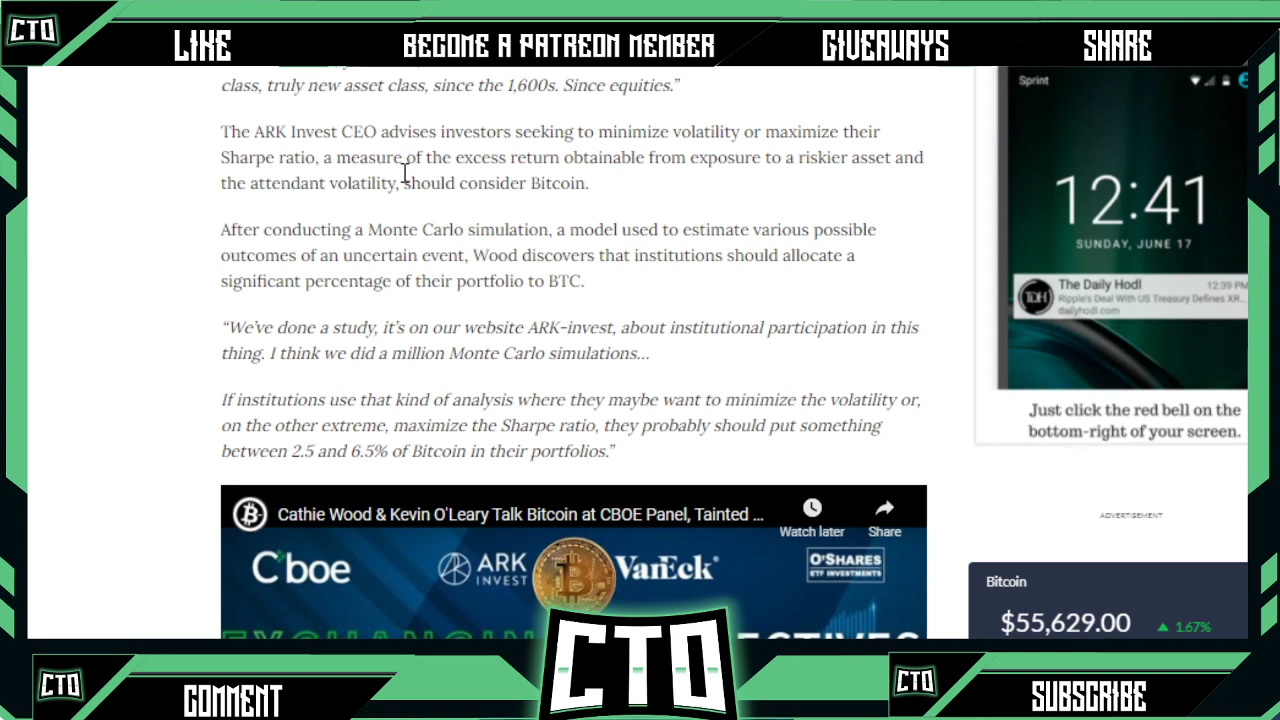 CTO
LIKE
BECOME A PATREON MEMBER
GIVEAWAYS
SHARE
class, truly new asset class, since the 1,600s. Since equities.”
The ARK Invest CEO advises investors seeking to minimize volatility or maximize their
Sharpe ratio, a measure of the excess return obtainable from exposure to a riskier asset and
the attendant volatility, should consider Bitcoin.
After conducting a Monte Carlo simulation, a model used to estimate various possible
outcomes of an uncertain event, Wood discovers that institutions should allocate a
significant percentage of their portfolio to BTC.
“We’ve done a study, it’s on our website ARK-invest, about institutional participation in this
thing. I think we did a million Monte Carlo simulations…
If institutions use that kind of analysis where they maybe want to minimize the volatility or,
on the other extreme, maximize the Sharpe ratio, they probably should put something
between 2.5 and 6.5% of Bitcoin in their portfolios.”
Cathie Wood & Kevin O'Leary Talk Bitcoin at CBOE Panel, Tainted ...
Watch later
Share
Cboe
ARK
INVEST
VanEck
O'SHARES
ETF INVESTMENTS
Sprint
12:41
SUNDAY, JUNE 17
TDH
The Daily Hodl
12:39 PM
Ripple's Deal With US Treasury Defines XR...
dailyhodl.com
Just click the red bell on the
bottom-right of your screen.
ADVERTISEMENT
Bitcoin
$55,629.00
1.67%
CTO
COMMENT
CTO
CTO
SUBSCRIBE